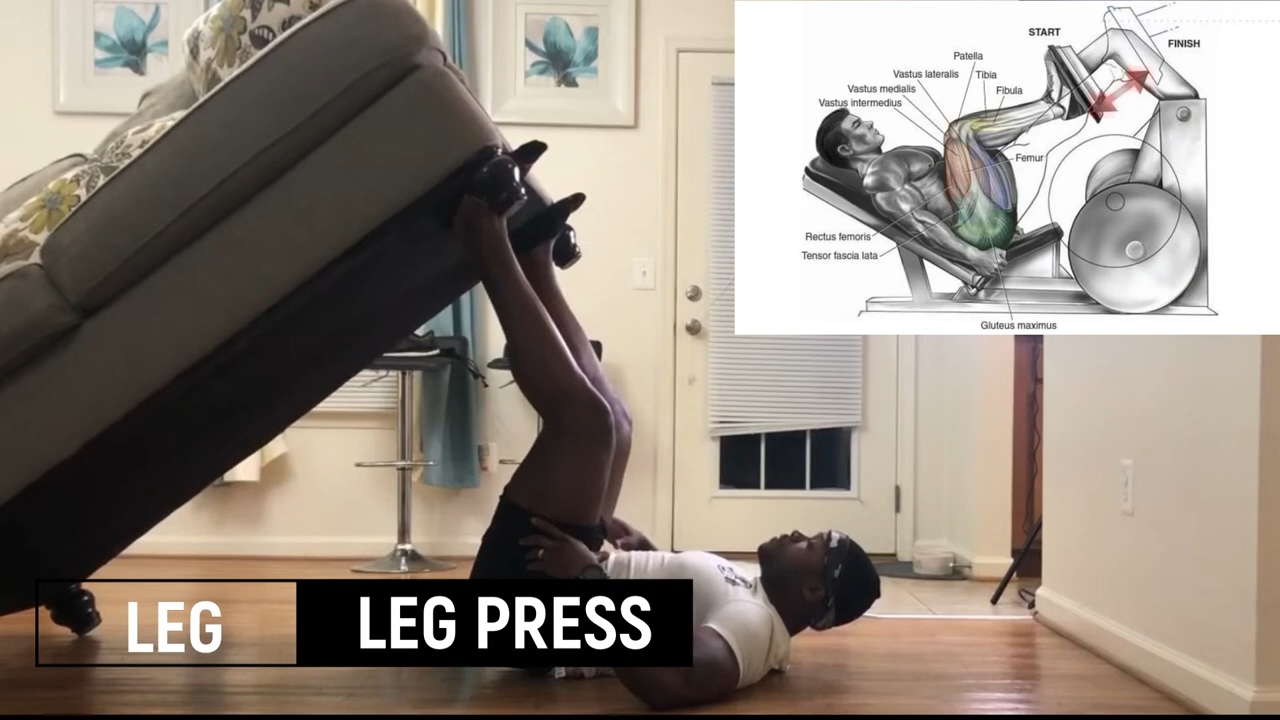 START
FINISH
Patella
Vastus lateralis
Tibia
Vastus medialis
Fibula
Vastus intermedius
Femur
Rectus femoris
Tensor fascia lata
Gluteus maximus
LEG
LEG PRESS